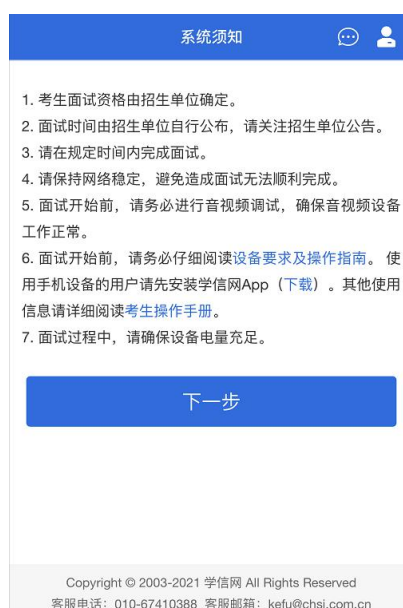 系统须知
1. 考生面试资格由招生单位确定。
2. 面试时间由招生单位自行公布，请关注招生单位公告。
3. 请在规定时间内完成面试。
4. 请保持网络稳定，避免造成面试无法顺利完成。
5. 面试开始前，请务必进行音视频调试，确保音视频设备
工作正常。
6. 面试开始前，请务必仔细阅读设备要求及操作指南。 使
用手机设备的用户请先安装学信网App（下载）。其他使用
信息请详细阅读考生操作手册。
7. 面试过程中，请确保设备电量充足。
下一步
Copyright © 2003-2021 学信网 All Rights Reserved
客服电话：010-67410388 客服邮箱：kefu@chsi.com.cn